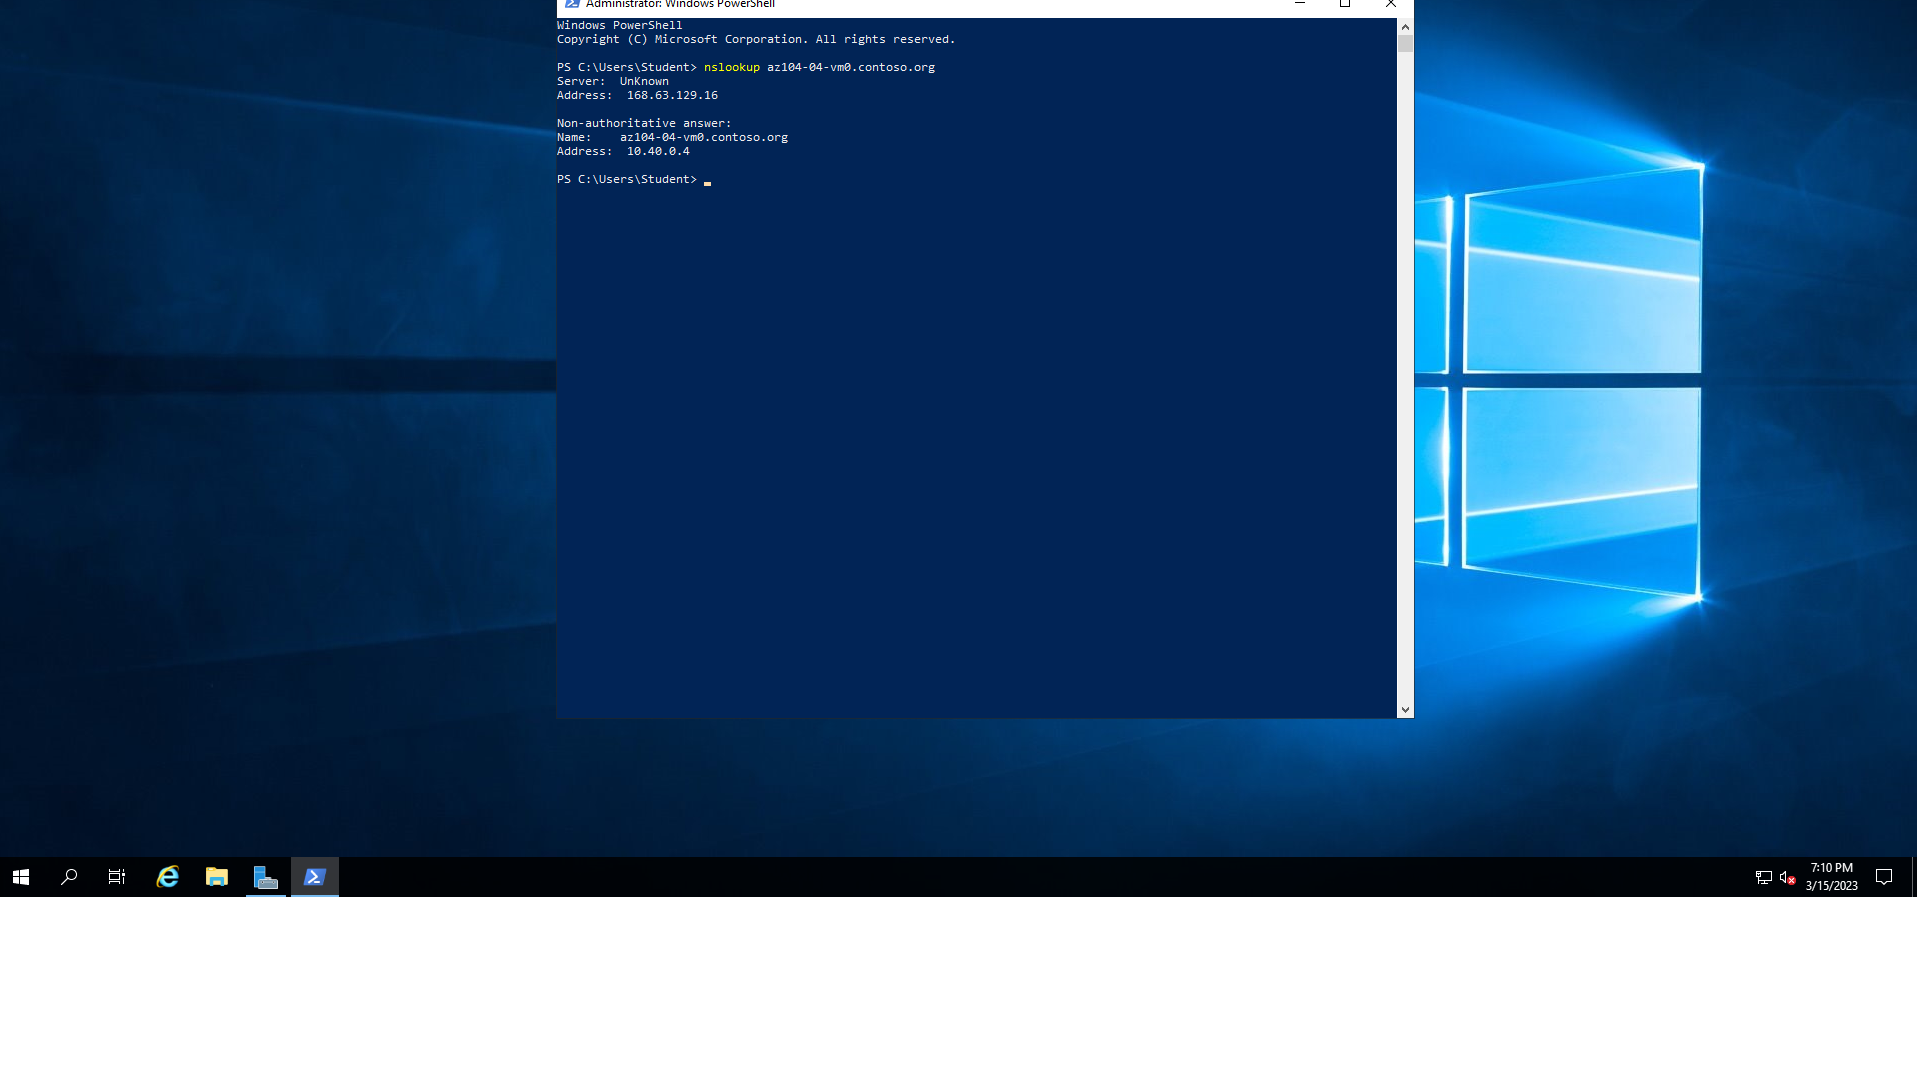 Administrator: Windows PowerShell
Windows PowerShell
Copyright (C) Microsoft Corporation. All rights reserved.
PS C:\Users\Student> nslookup az104-04-vm0.contoso.org
Server:  UnKnown
Address:  168.63.129.16
Non-authoritative answer:
Name:    az104-04-vm0.contoso.org
Address:  10.40.0.4
PS C:\Users\Student>
7:10 PM
3/15/2023